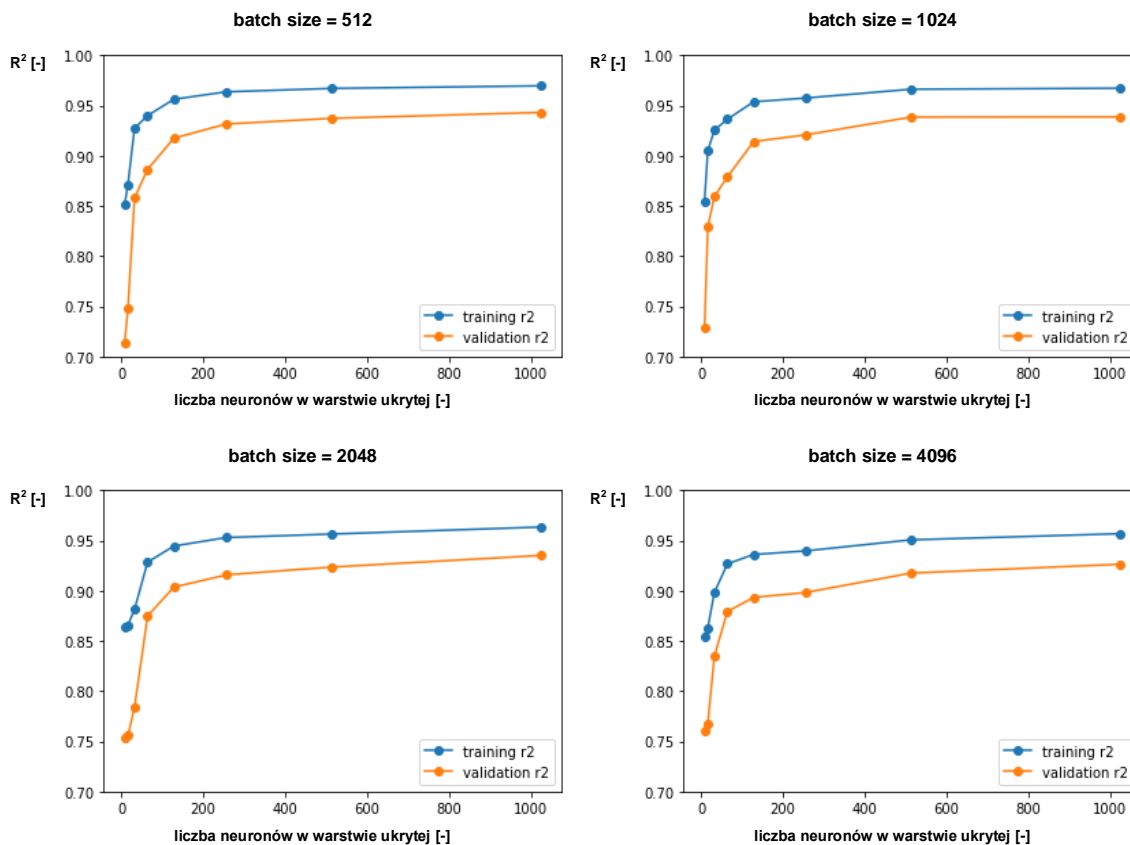 batch size = 512
R² [-]
1.00
0.95
0.90
0.85
0.80
0.75
0.70
training r2
validation r2
0 200 400 600 800 1000
liczba neuronów w warstwie ukrytej [-]
batch size = 1024
R² [-]
1.00
0.95
0.90
0.85
0.80
0.75
0.70
training r2
validation r2
0 200 400 600 800 1000
liczba neuronów w warstwie ukrytej [-]
batch size = 2048
R² [-]
1.00
0.95
0.90
0.85
0.80
0.75
0.70
training r2
validation r2
0 200 400 600 800 1000
liczba neuronów w warstwie ukrytej [-]
batch size = 4096
R² [-]
1.00
0.95
0.90
0.85
0.80
0.75
0.70
training r2
validation r2
0 200 400 600 800 1000
liczba neuronów w warstwie ukrytej [-]